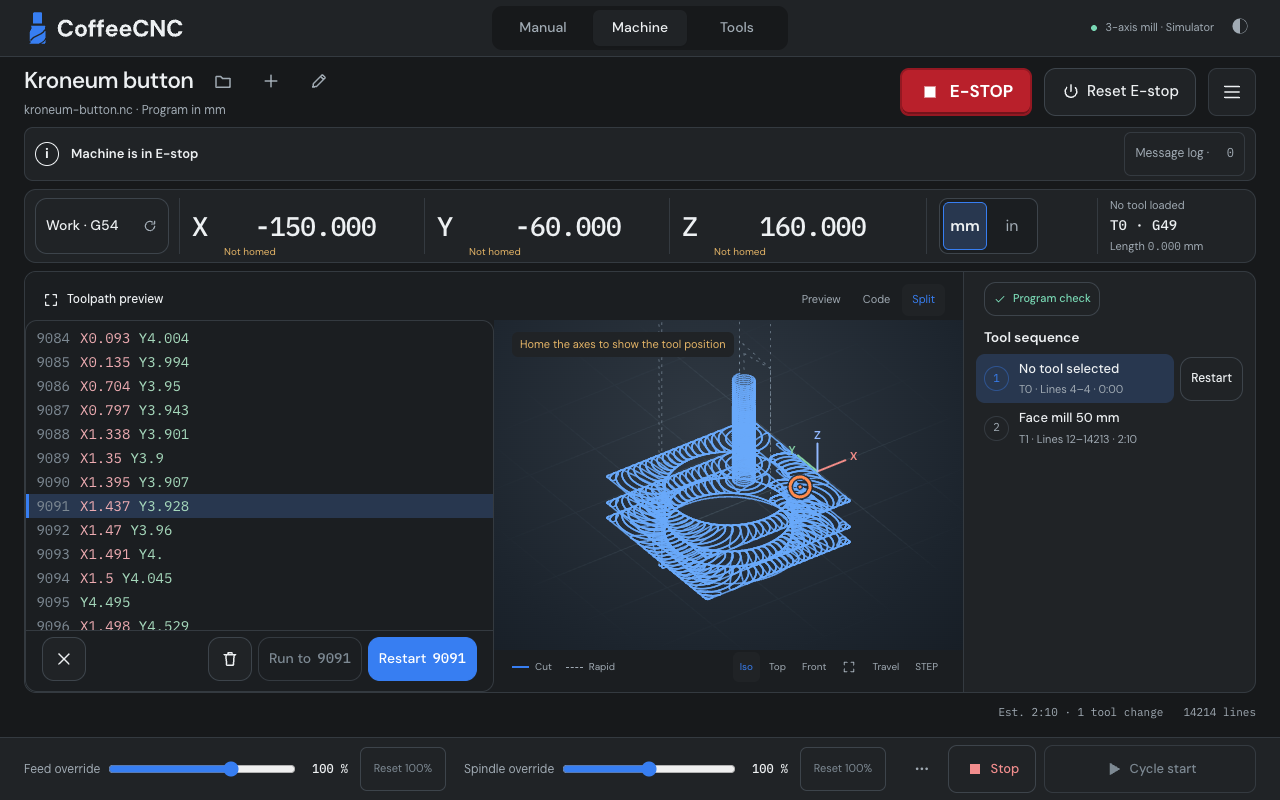 CoffeeCNC
Manual
Machine
Tools
3-axis mill · Simulator
Kroneum button
kroneum-button.nc · Program in mm
E-STOP
Reset E-stop
Machine is in E-stop
Message log · 0
Work · G54
X -150.000
Not homed
Y -60.000
Not homed
Z 160.000
Not homed
mm
in
No tool loaded
T0 · G49
Length 0.000 mm
Toolpath preview
Preview
Code
Split
9084 X0.093 Y4.004
9085 X0.135 Y3.994
9086 X0.704 Y3.95
9087 X0.797 Y3.943
9088 X1.338 Y3.901
9089 X1.35 Y3.9
9090 X1.395 Y3.907
9091 X1.437 Y3.928
9092 X1.47 Y3.96
9093 X1.491 Y4.
9094 X1.5 Y4.045
9095 Y4.495
9096 X1.498 Y4.529
Run to 9091
Restart 9091
Home the axes to show the tool position
Z
Y
X
Cut
Rapid
Iso
Top
Front
Travel
STEP
Program check
Tool sequence
1 No tool selected
T0 · Lines 4–4 · 0:00
Restart
2 Face mill 50 mm
T1 · Lines 12–14213 · 2:10
Est. 2:10 · 1 tool change 14214 lines
Feed override 100 %
Reset 100%
Spindle override 100 %
Reset 100%
Stop
Cycle start